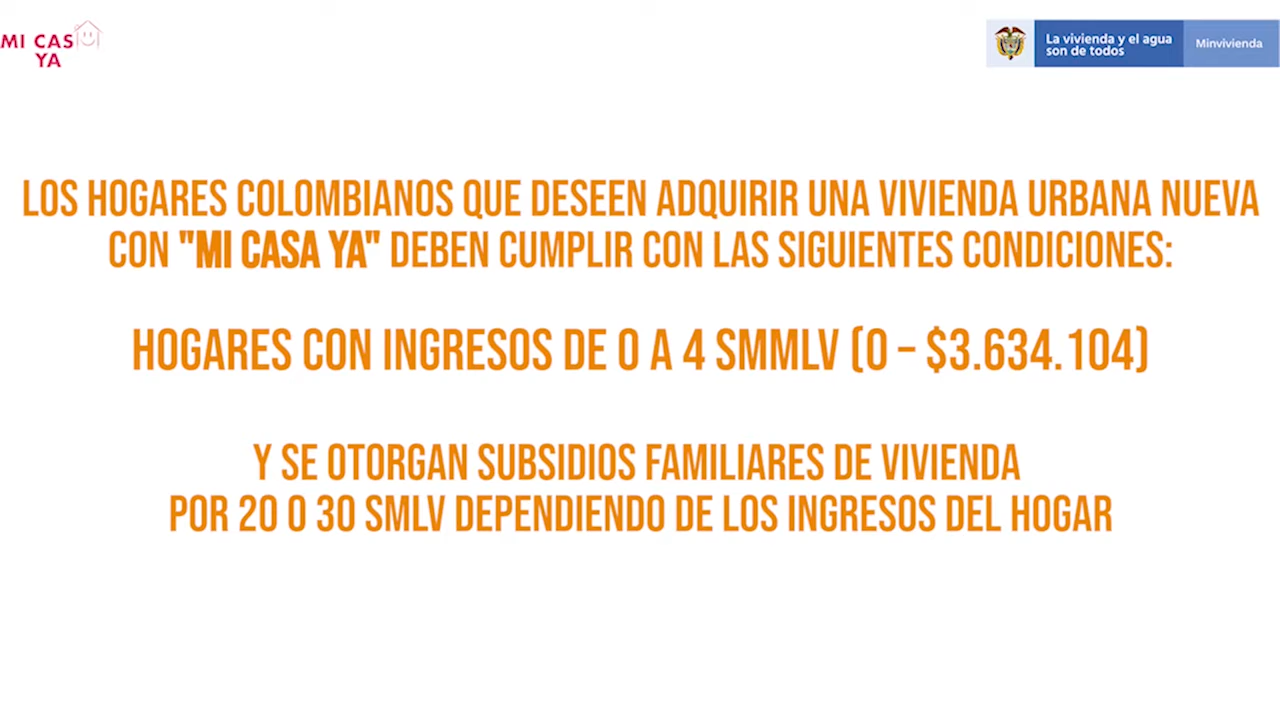 MI CAS
YA
La vivienda y el agua
son de todos
Minvivienda
LOS HOGARES COLOMBIANOS QUE DESEEN ADQUIRIR UNA VIVIENDA URBANA NUEVA
CON "MI CASA YA" DEBEN CUMPLIR CON LAS SIGUIENTES CONDICIONES:
HOGARES CON INGRESOS DE 0 A 4 SMMLV (0 – $3.634.104)
Y SE OTORGAN SUBSIDIOS FAMILIARES DE VIVIENDA
POR 20 O 30 SMLV DEPENDIENDO DE LOS INGRESOS DEL HOGAR